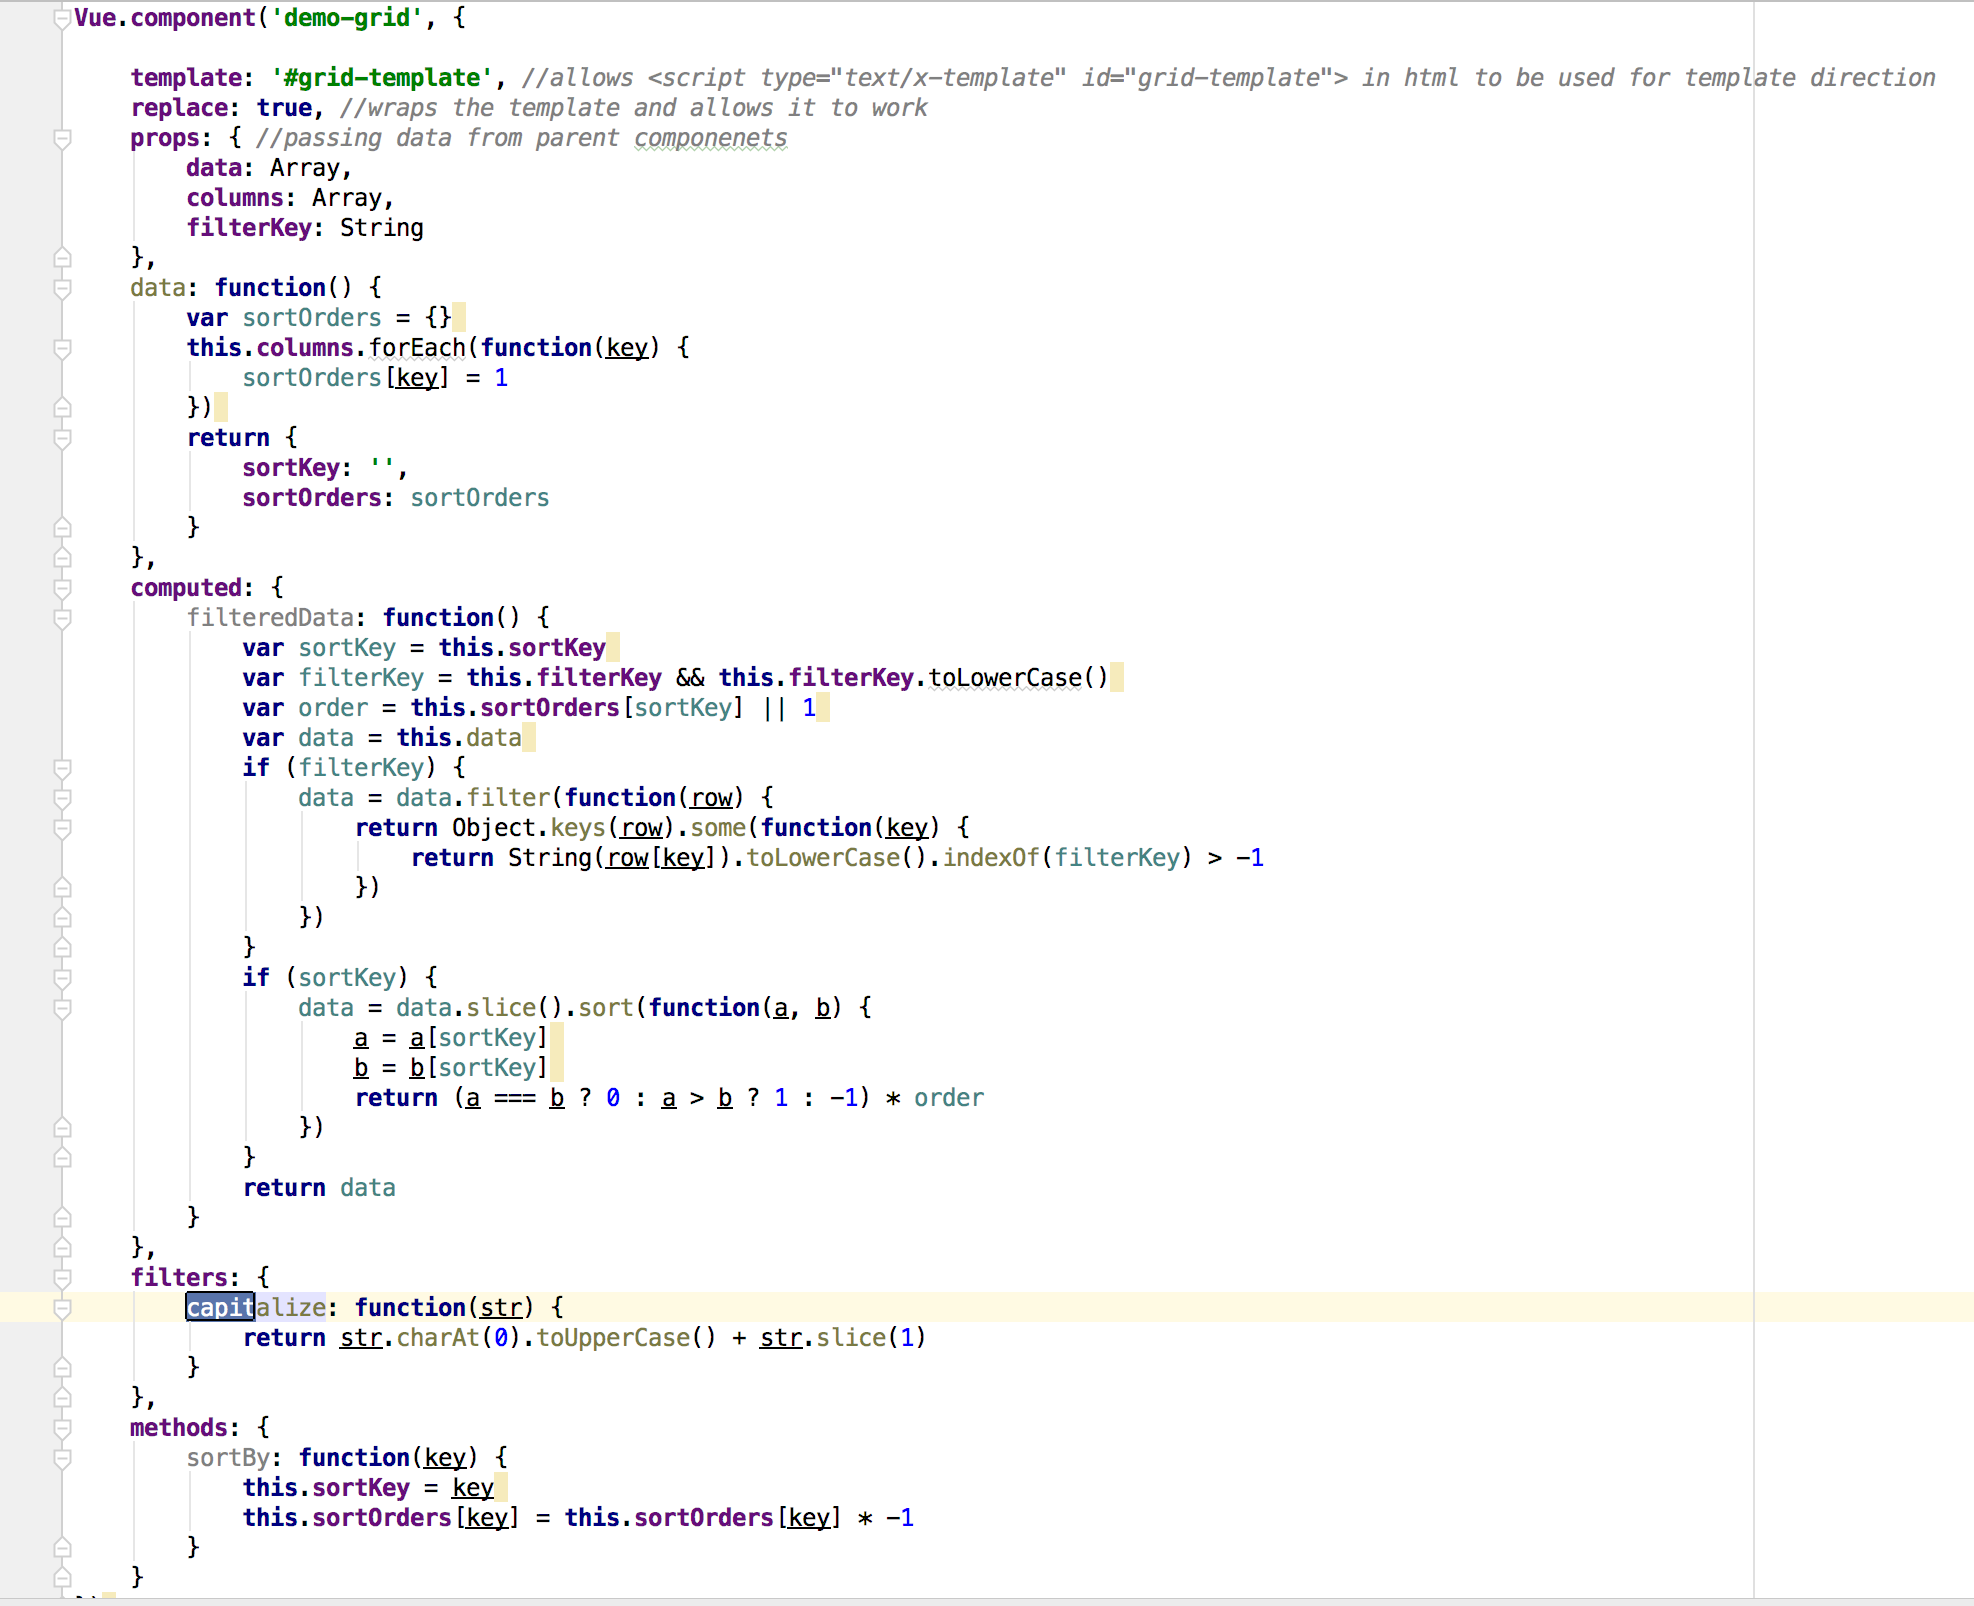 Vue.component('demo-grid', {
template: '#grid-template', //allows <script type="text/x-template" id="grid-template"> in html to be used for template direction
replace: true, //wraps the template and allows it to work
props: { //passing data from parent componenets
data: Array,
columns: Array,
filterKey: String
},
data: function() {
var sortOrders = {}
this.columns.forEach(function(key) {
sortOrders[key] = 1
})
return {
sortKey: '',
sortOrders: sortOrders
}
},
computed: {
filteredData: function() {
var sortKey = this.sortKey
var filterKey = this.filterKey && this.filterKey.toLowerCase()
var order = this.sortOrders[sortKey] || 1
var data = this.data
if (filterKey) {
data = data.filter(function(row) {
return Object.keys(row).some(function(key) {
return String(row[key]).toLowerCase().indexOf(filterKey) > -1
})
})
}
if (sortKey) {
data = data.slice().sort(function(a, b) {
a = a[sortKey]
b = b[sortKey]
return (a === b ? 0 : a > b ? 1 : -1) * order
})
}
return data
}
},
filters: {
capitalize: function(str) {
return str.charAt(0).toUpperCase() + str.slice(1)
}
},
methods: {
sortBy: function(key) {
this.sortKey = key
this.sortOrders[key] = this.sortOrders[key] * -1
}
}